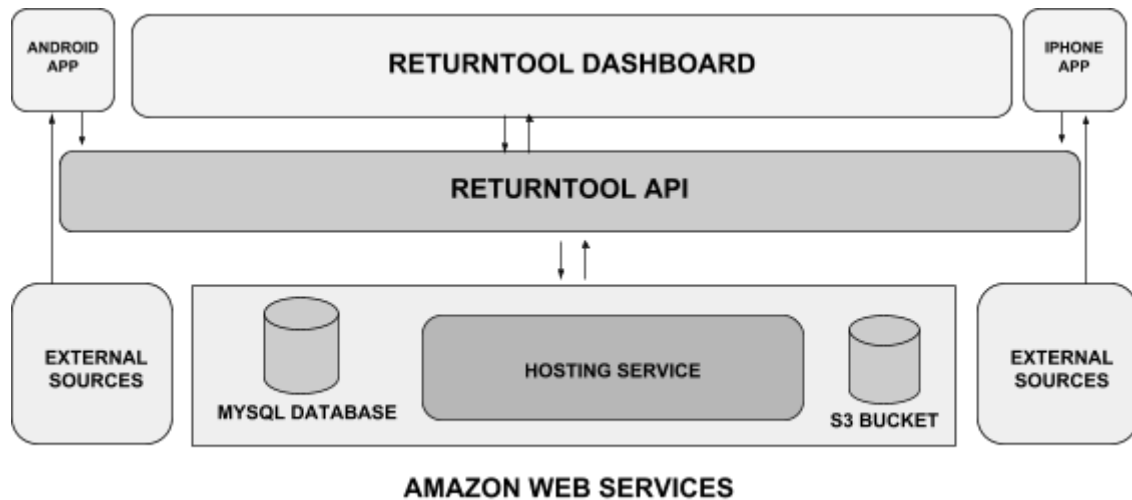 ANDROID
APP
RETURNTOOL DASHBOARD
IPHONE
APP
RETURNTOOL API
EXTERNAL
SOURCES
MYSQL DATABASE
HOSTING SERVICE
S3 BUCKET
EXTERNAL
SOURCES
AMAZON WEB SERVICES